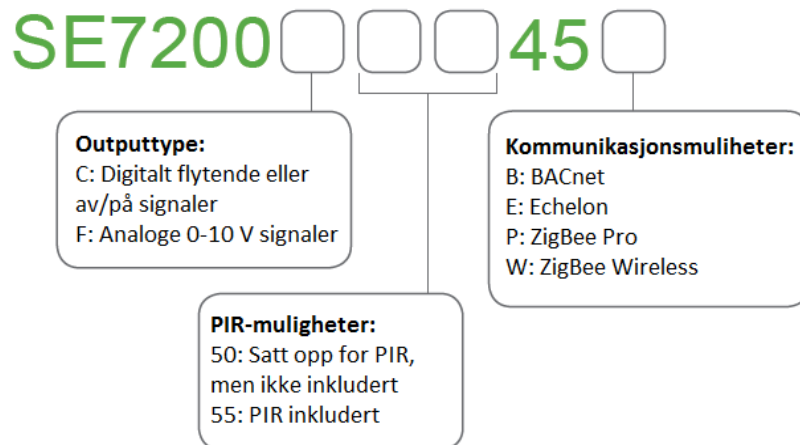 SE7200 45
Outputtype:
C: Digitalt flytende eller
av/på signaler
F: Analoge 0-10 V signaler
Kommunikasjonsmuliheter:
B: BACnet
E: Echelon
P: ZigBee Pro
W: ZigBee Wireless
PIR-muligheter:
50: Satt opp for PIR,
men ikke inkludert
55: PIR inkludert